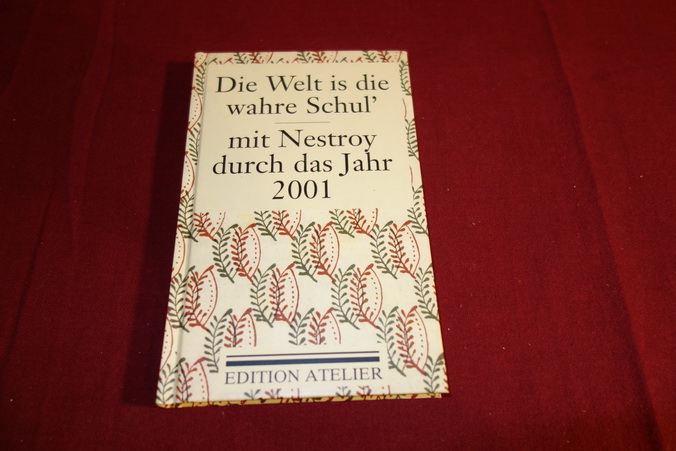 Die Welt is die
wahre Schul’
mit Nestroy
durch das Jahr
2001
EDITION ATELIER